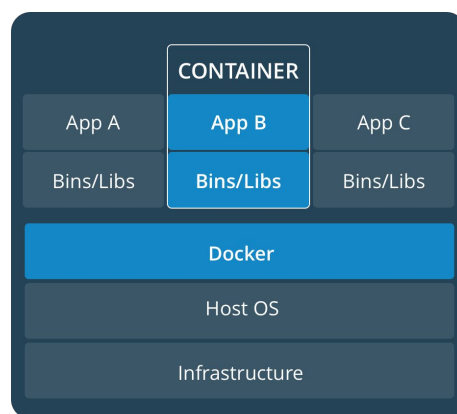 CONTAINER
App A App B App C
Bins/Libs Bins/Libs Bins/Libs
Docker
Host OS
Infrastructure